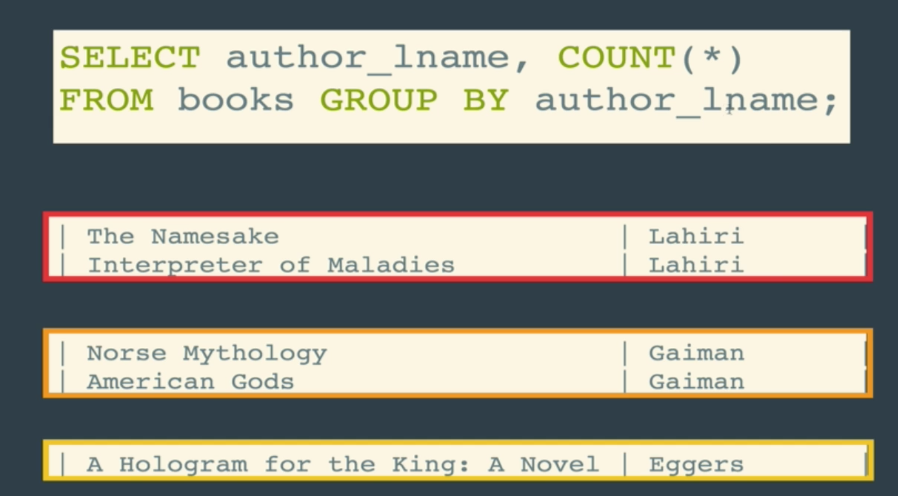 SELECT author_lname, COUNT(*)
FROM books GROUP BY author_lname;
| The Namesake | Lahiri |
| Interpreter of Maladies | Lahiri |
| Norse Mythology | Gaiman |
| American Gods | Gaiman |
| A Hologram for the King: A Novel | Eggers |